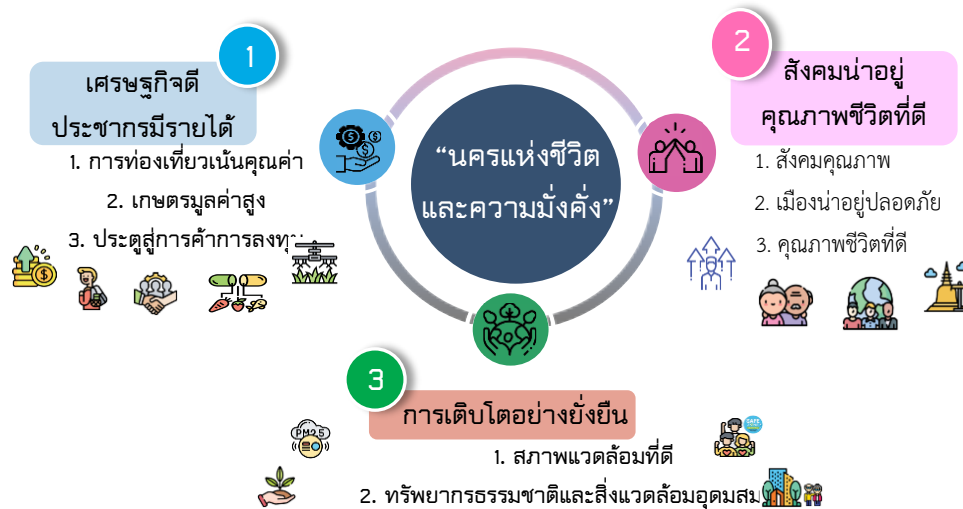 1
เศรษฐกิจดี
ประชากรมีรายได้
1. การท่องเที่ยวเน้นคุณค่า
2. เกษตรมูลค่าสูง
3. ประตูสู่การค้าการลงทุน
“นครแห่งชีวิต
และความมั่งคั่ง”
2
สังคมน่าอยู่
คุณภาพชีวิตที่ดี
1. สังคมคุณภาพ
2. เมืองน่าอยู่ปลอดภัย
3. คุณภาพชีวิตที่ดี
3
การเติบโตอย่างยั่งยืน
PM2.5
SAFE
1. สภาพแวดล้อมที่ดี
2. ทรัพยากรธรรมชาติและสิ่งแวดล้อมอุดมสม